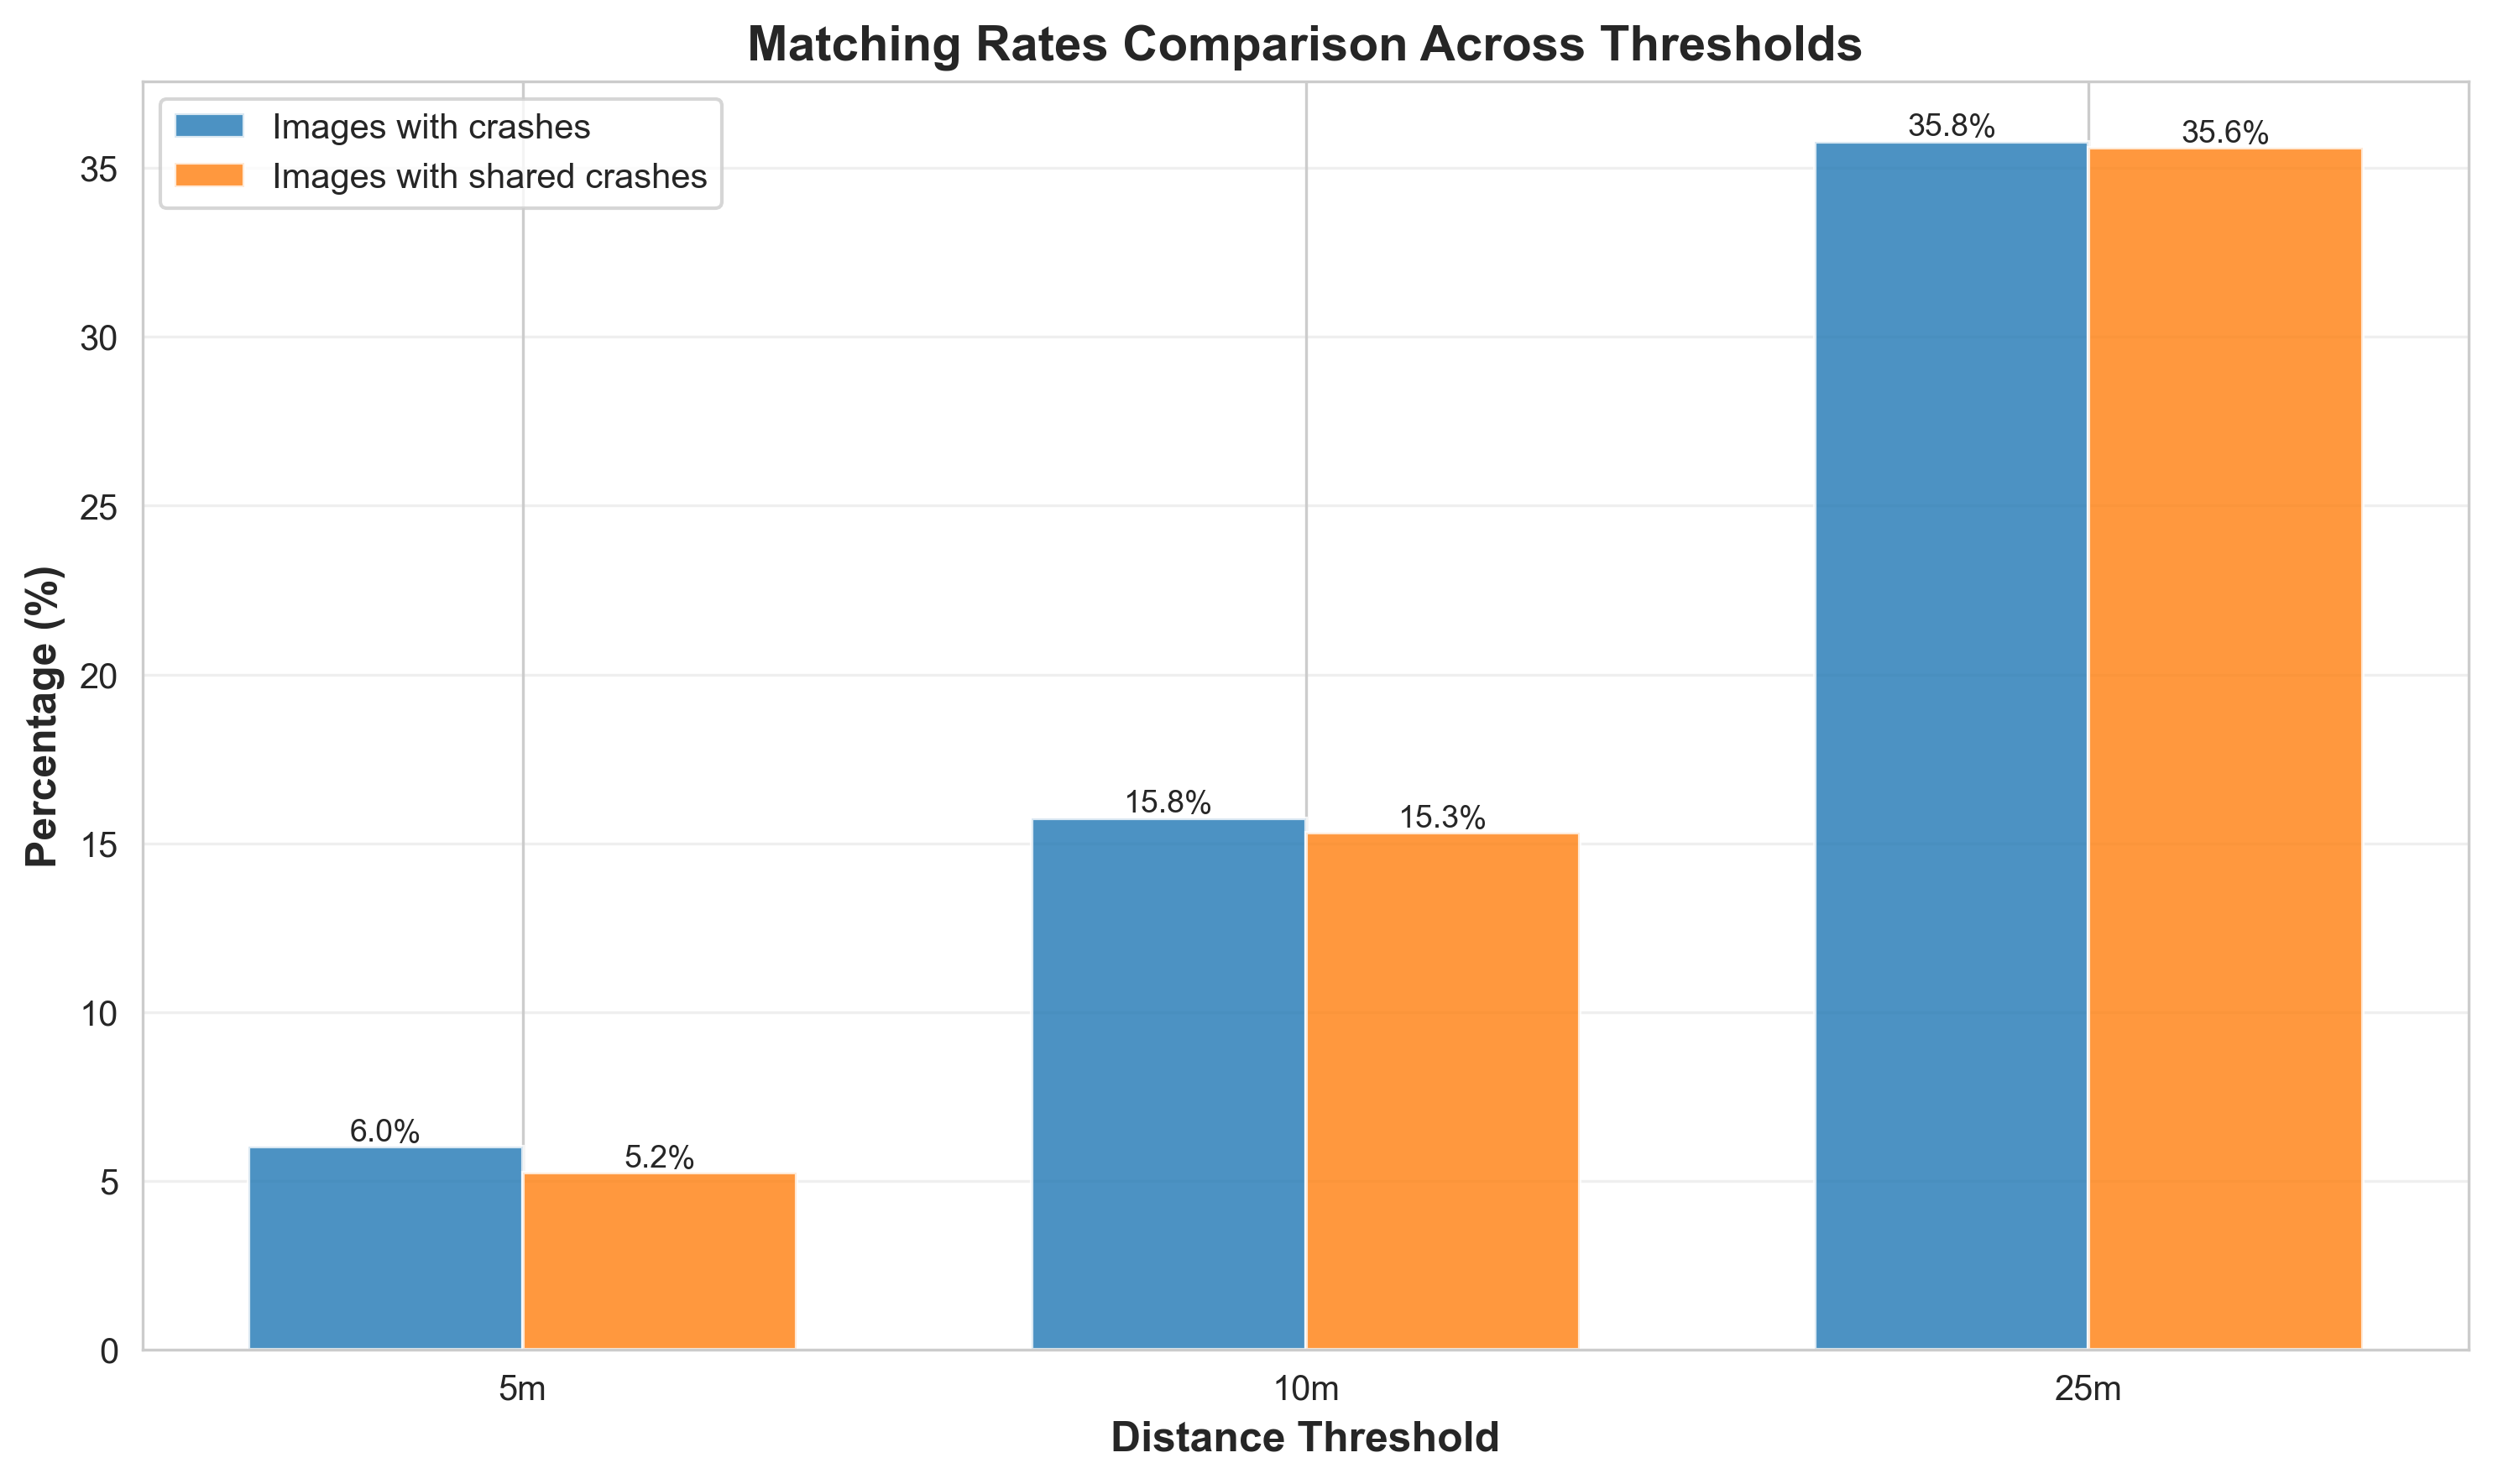 Matching Rates Comparison Across Thresholds
Images with crashes
Images with shared crashes
Percentage (%)
35
30
25
20
15
10
5
0
6.0%
5.2%
15.8%
15.3%
35.8%
35.6%
5m
10m
25m
Distance Threshold